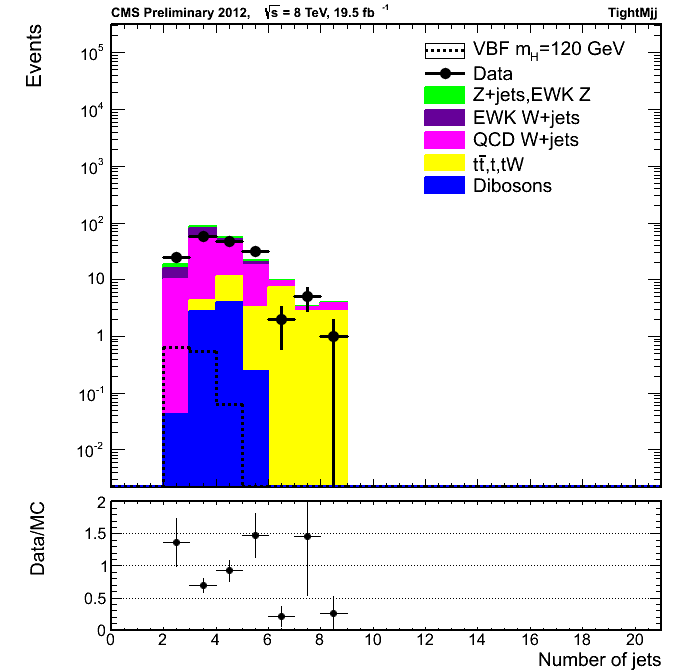 CMS Preliminary 2012, √s = 8 TeV, 19.5 fb⁻¹ TightMjj
Events
10⁵
10⁴
10³
10²
10
1
10⁻¹
10⁻²
VBF m_H=120 GeV
Data
Z+jets,EWK Z
EWK W+jets
QCD W+jets
tt̄,t,tW
Dibosons
Data/MC
2
1.5
1
0.5
0
0 2 4 6 8 10 12 14 16 18 20
Number of jets